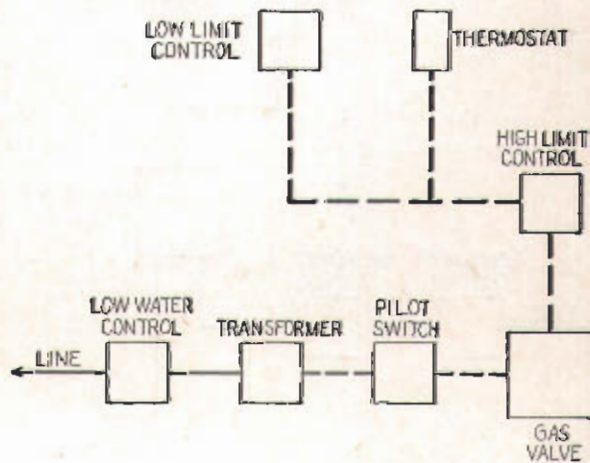 LOW LIMIT
CONTROL
THERMOSTAT
HIGH LIMIT
CONTROL
LOW WATER
CONTROL
TRANSFORMER
PILOT
SWITCH
LINE
GAS
VALVE